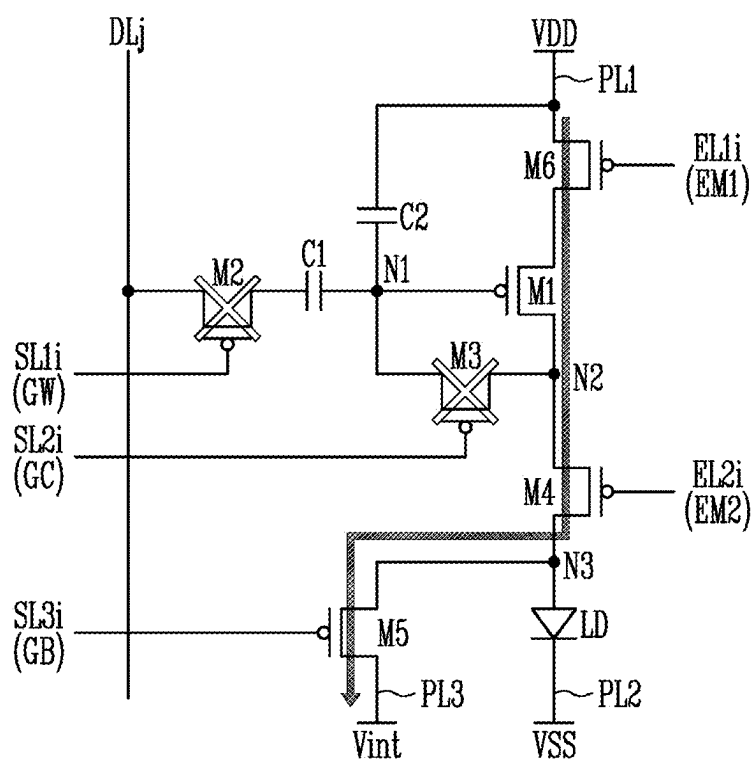 DLj
VDD
PL1
M6
EL1i
(EM1)
C2
M2
C1
N1
M1
SL1i
(GW)
M3
N2
SL2i
(GC)
M4
EL2i
(EM2)
N3
SL3i
(GB)
M5
LD
PL3
PL2
Vint
VSS